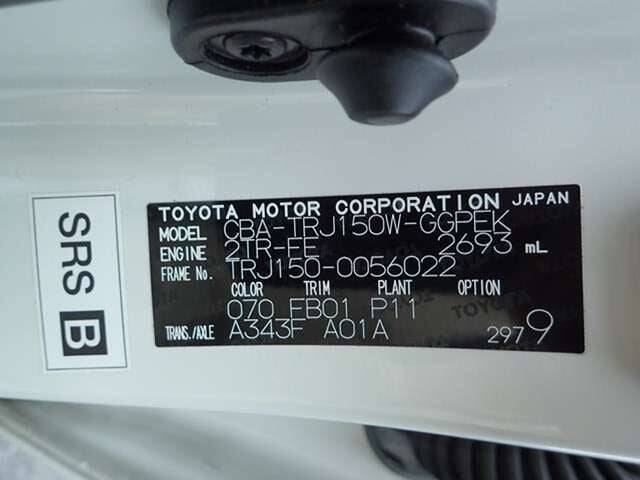 SRS B
TOYOTA MOTOR CORPORATION JAPAN
MODEL CBA-TRJ150W-GGPEK
ENGINE 2TR-FE 2693 mL
FRAME No. TRJ150-0056022
COLOR TRIM PLANT OPTION
070 FB01 P11
TRANS./AXLE A343F A01A 2979